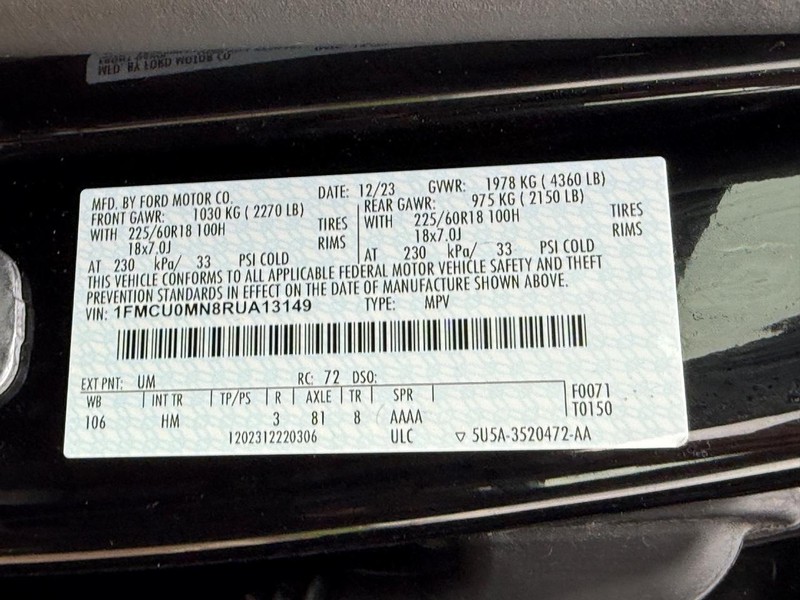 MFD. BY FORD MOTOR CO
MFD. BY FORD MOTOR CO. DATE: 12/23 GVWR: 1978 KG ( 4360 LB)
FRONT GAWR: 1030 KG ( 2270 LB) REAR GAWR: 975 KG ( 2150 LB)
WITH 225/60R18 100H TIRES WITH 225/60R18 100H TIRES
18x7.0J RIMS 18x7.0J RIMS
AT 230 kPa/ 33 PSI COLD AT 230 kPa/ 33 PSI COLD
THIS VEHICLE CONFORMS TO ALL APPLICABLE FEDERAL MOTOR VEHICLE SAFETY AND THEFT
PREVENTION STANDARDS IN EFFECT ON THE DATE OF MANUFACTURE SHOWN ABOVE.
VIN: 1FMCU0MN8RUA13149 TYPE: MPV
EXT PNT: UM RC: 72 DSO:
WB INT TR TP/PS R AXLE TR SPR F0071
106 HM 3 81 8 AAAA T0150
1202312220306 ULC 5U5A-3520472-AA